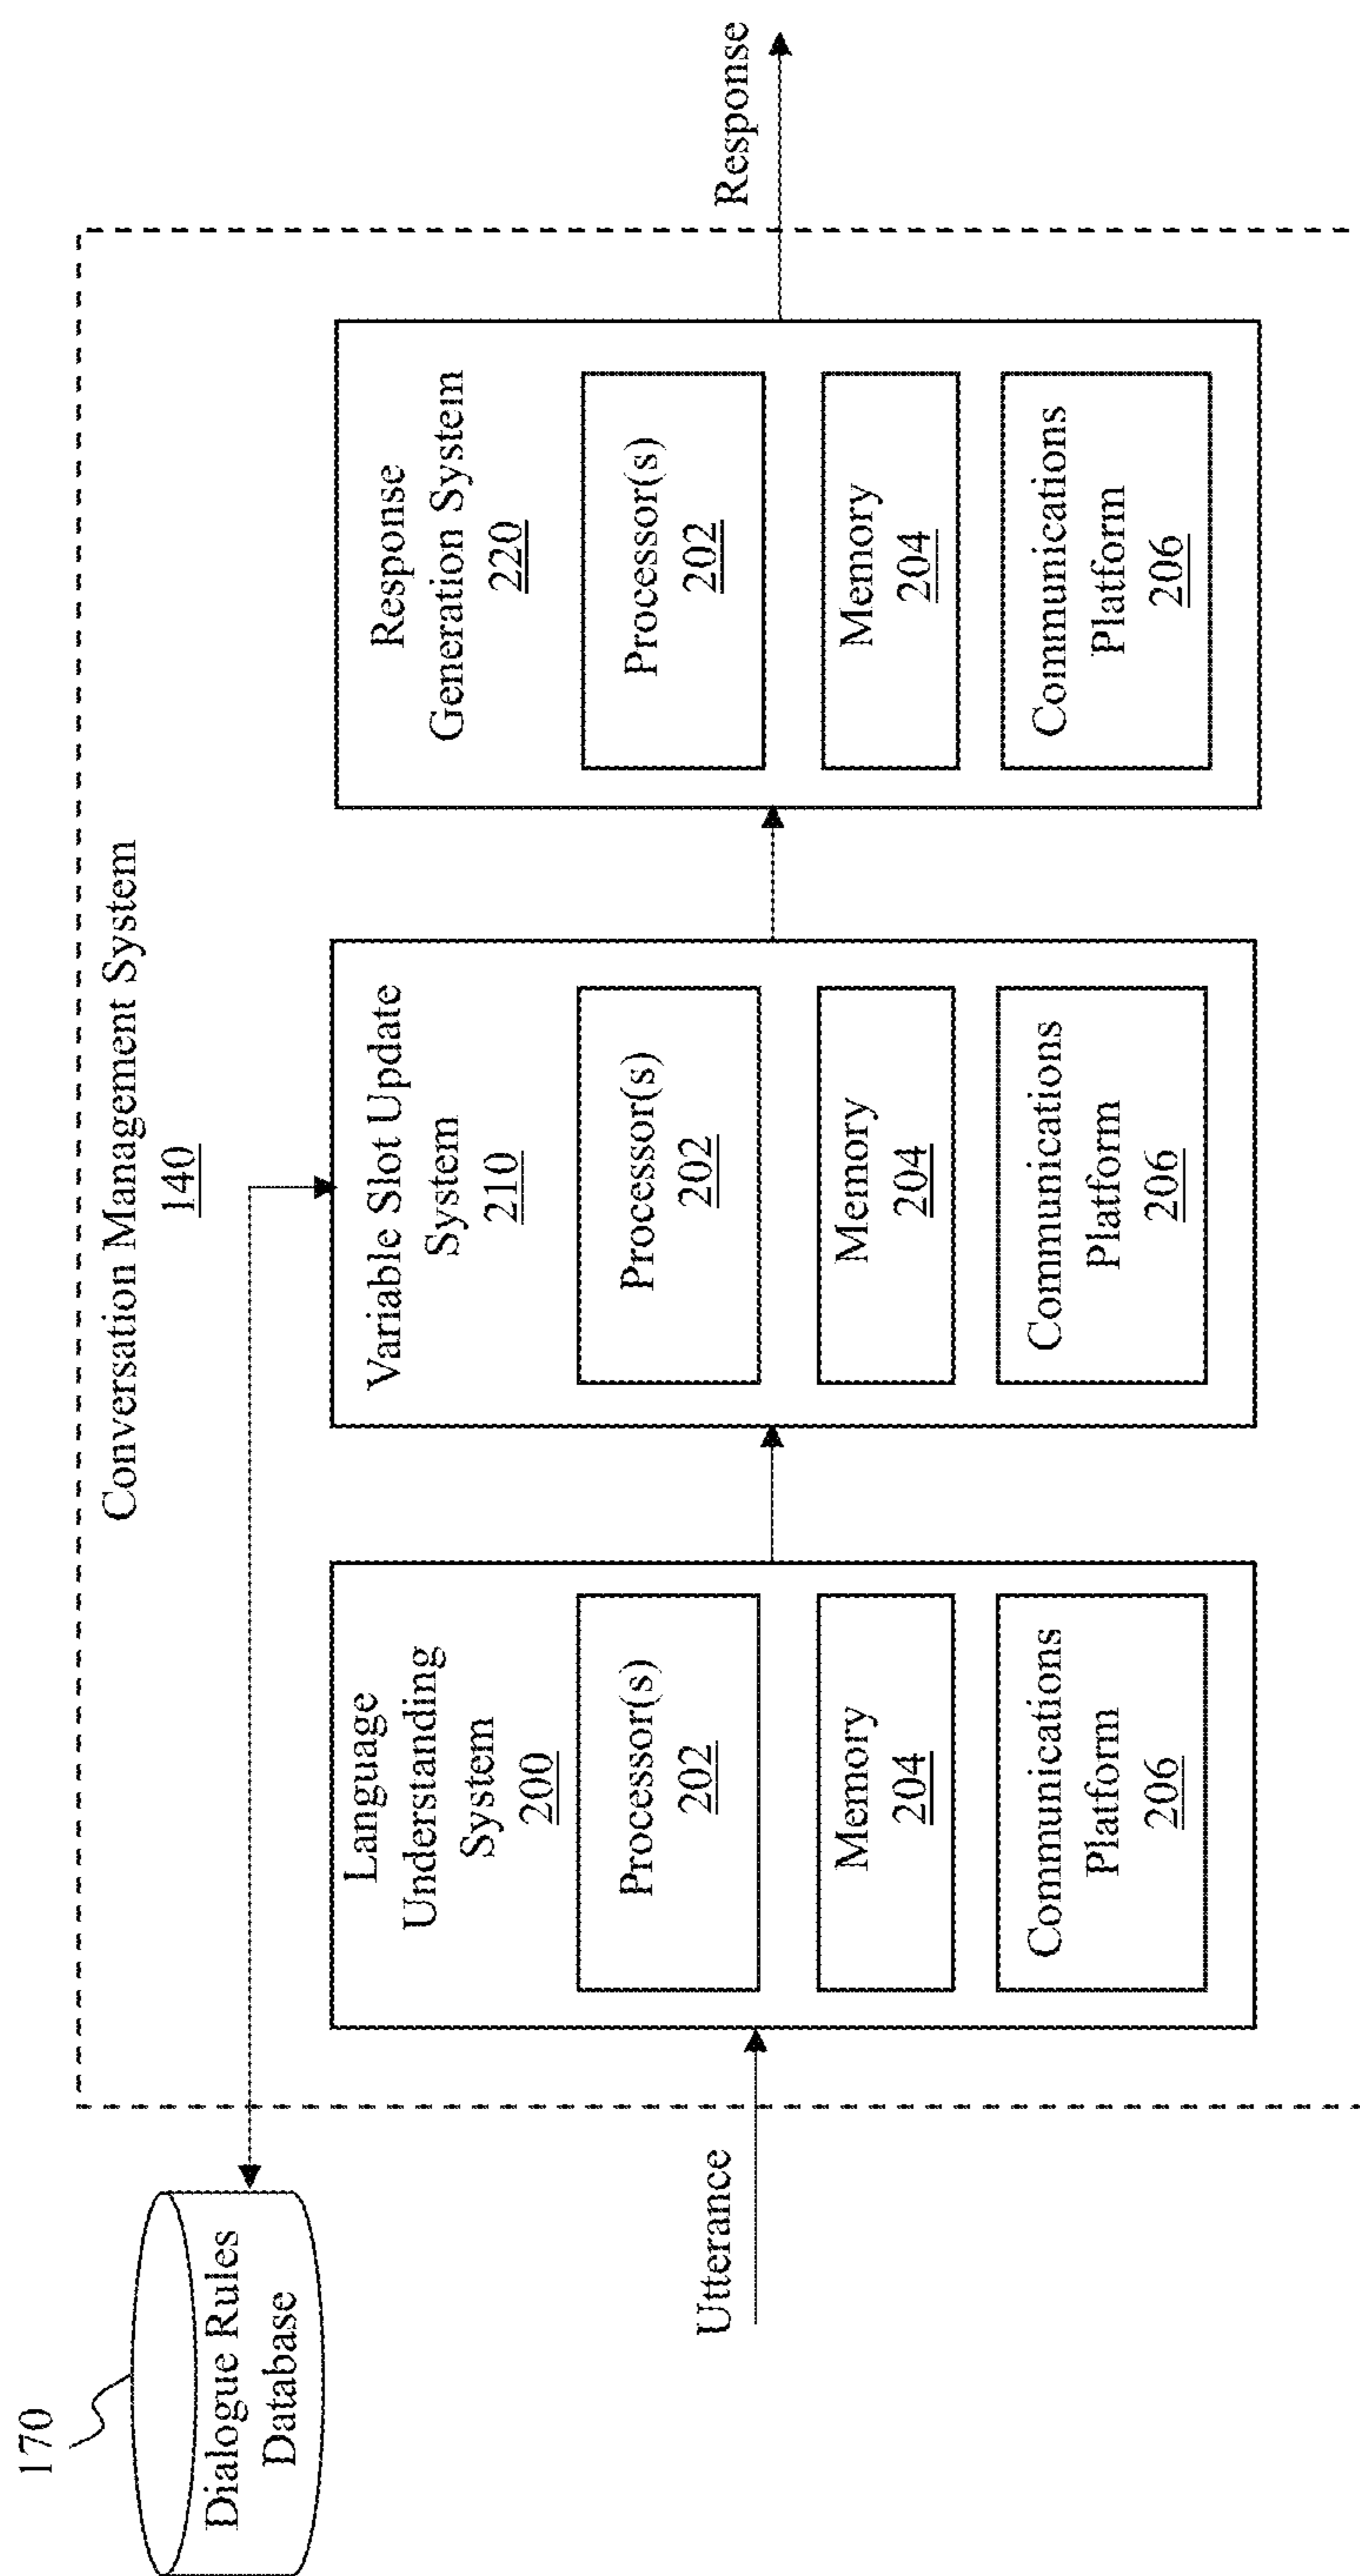 170
Dialogue Rules
Database
Conversation Management System
140
Utterance
Language
Understanding
System
200
Processor(s)
202
Memory
204
Communications
Platform
206
Variable Slot Update
System
210
Processor(s)
202
Memory
204
Communications
Platform
206
Response
Generation System
220
Processor(s)
202
Memory
204
Communications
Platform
206
Response